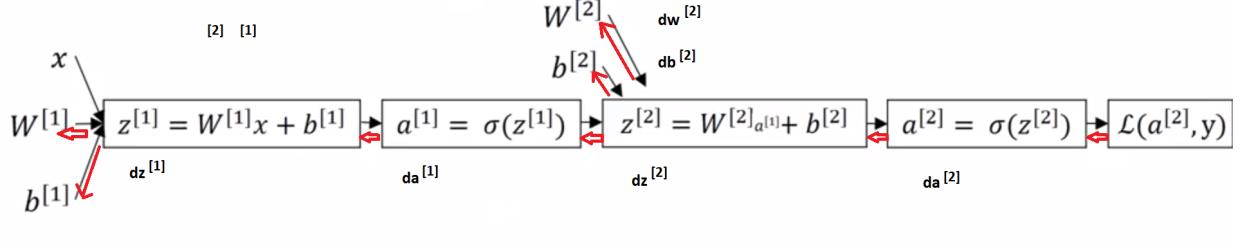 W^[2] dw^[2]
[2] [1]
x b^[2] db^[2]
W^[1] z^[1] = W^[1]x + b^[1] a^[1] = σ(z^[1]) z^[2] = W^[2]a^[1] + b^[2] a^[2] = σ(z^[2]) ℒ(a^[2], y)
b^[1] dz^[1] da^[1] dz^[2] da^[2]